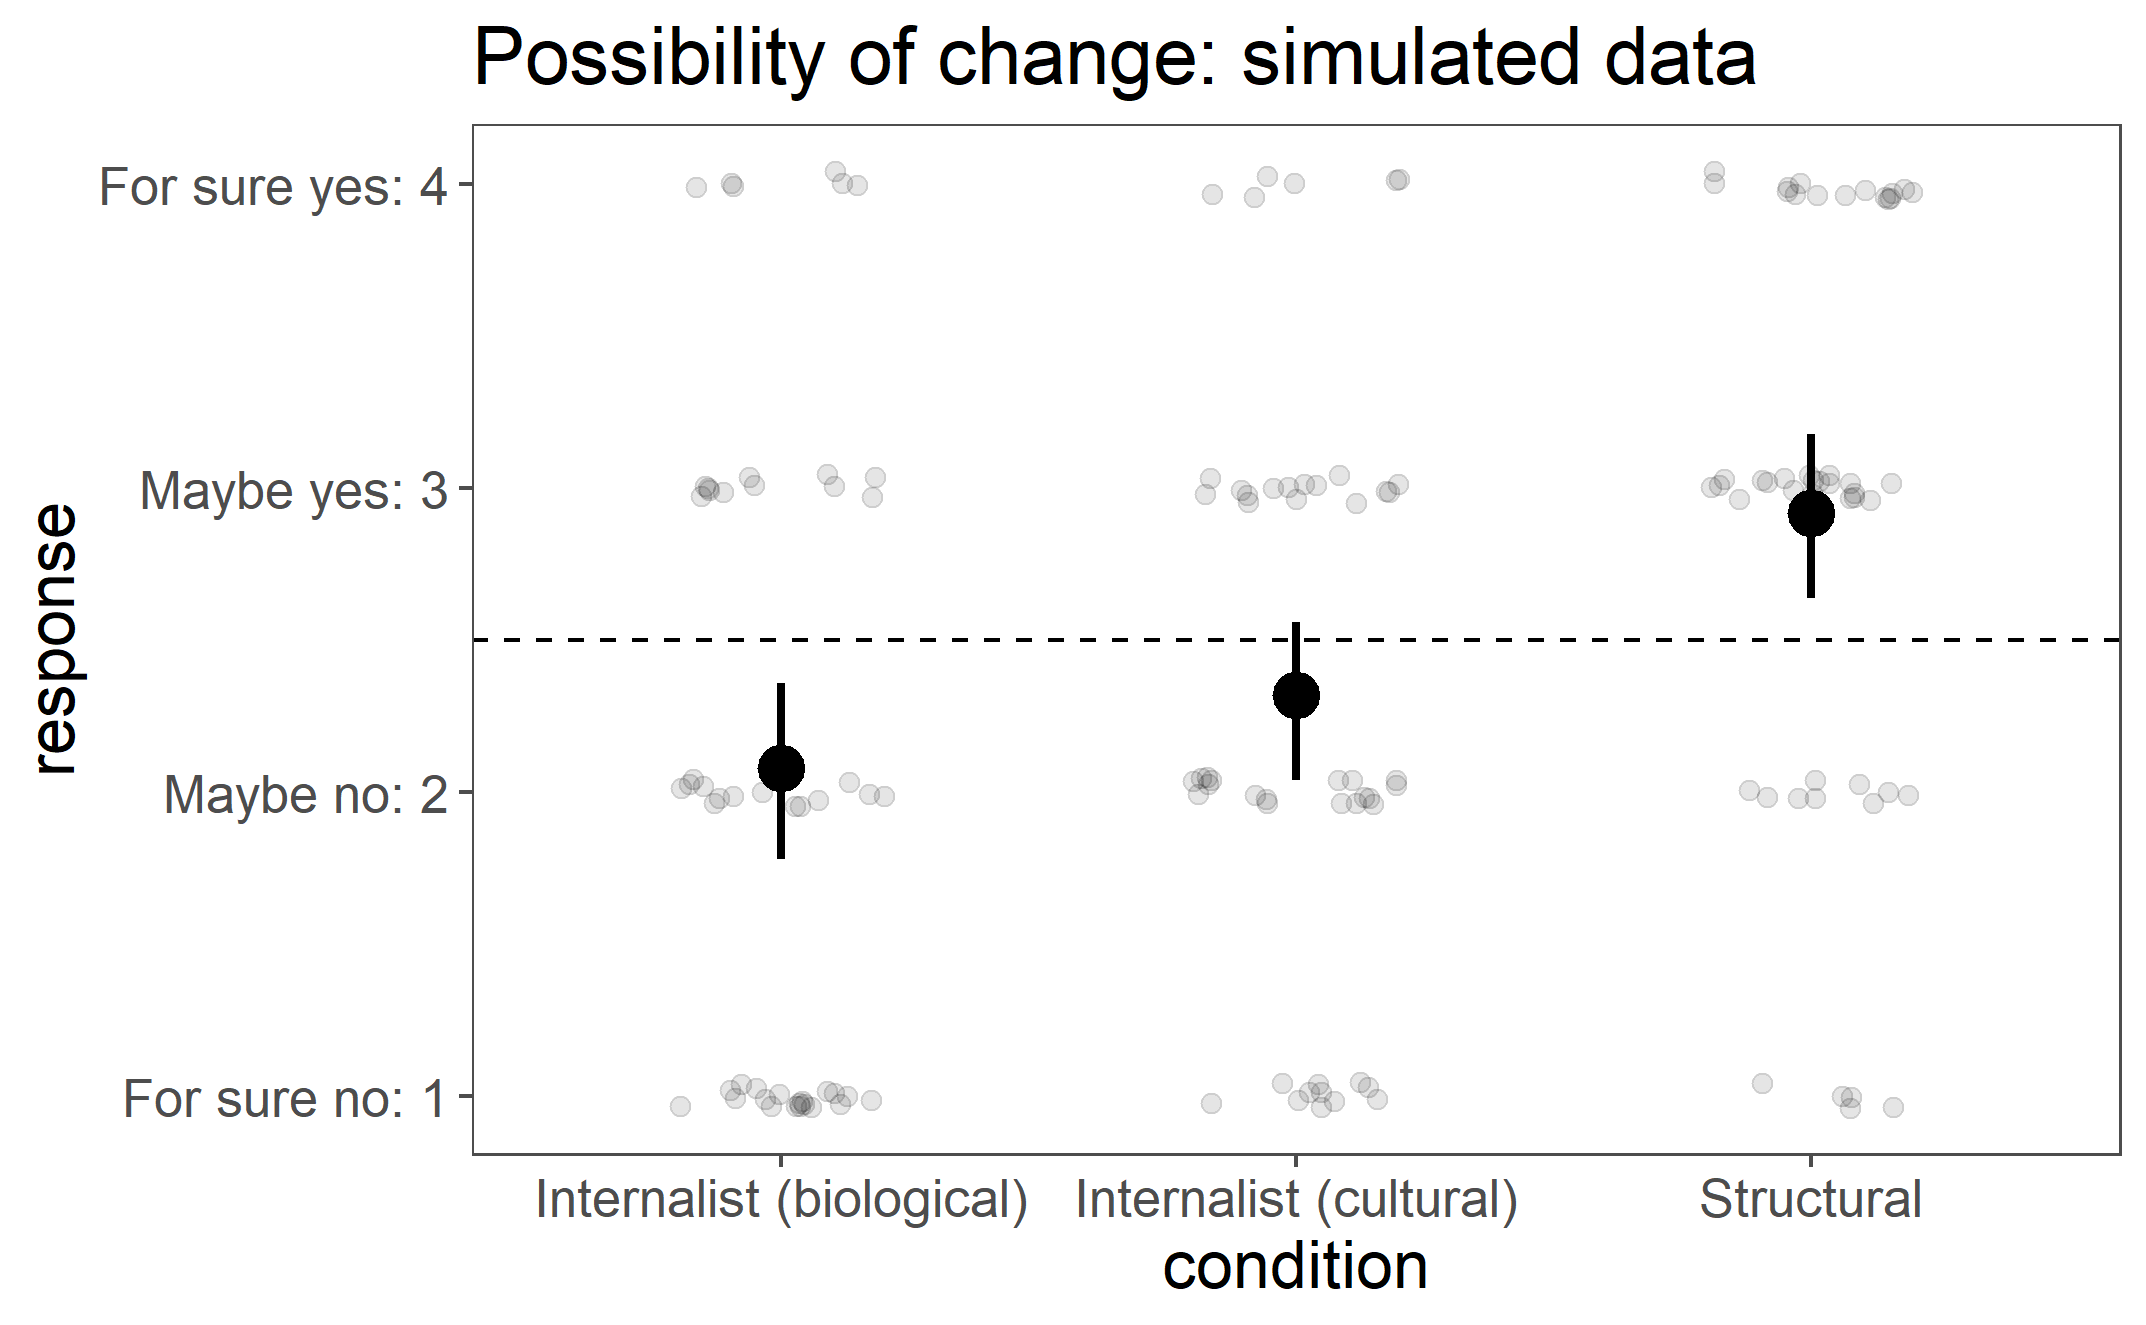 Possibility of change: simulated data
For sure yes: 4
Maybe yes: 3
Maybe no: 2
For sure no: 1
response
Internalist (biological)
Internalist (cultural)
Structural
condition